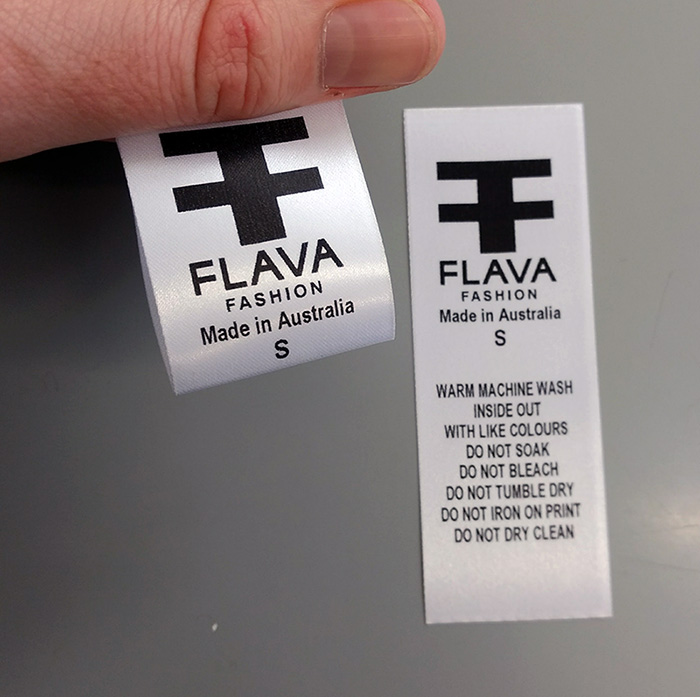 FLAVA
FASHION
Made in Australia
S
FLAVA
FASHION
Made in Australia
S
WARM MACHINE WASH
INSIDE OUT
WITH LIKE COLOURS
DO NOT SOAK
DO NOT BLEACH
DO NOT TUMBLE DRY
DO NOT IRON ON PRINT
DO NOT DRY CLEAN